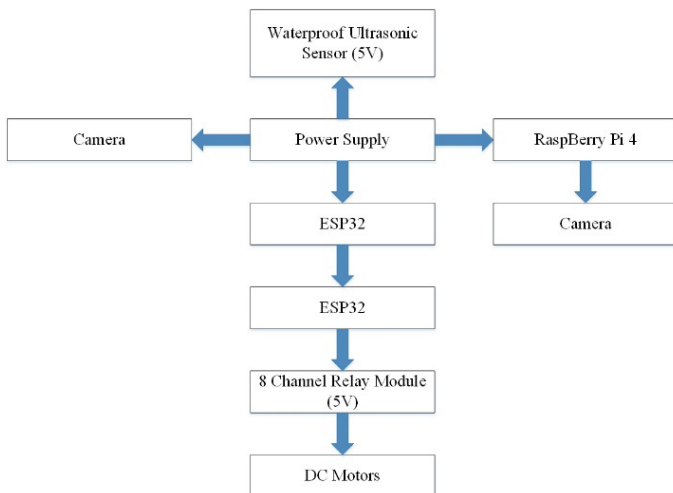 Waterproof Ultrasonic
Sensor (5V)
Camera
Power Supply
RaspBerry Pi 4
ESP32
Camera
ESP32
8 Channel Relay Module
(5V)
DC Motors